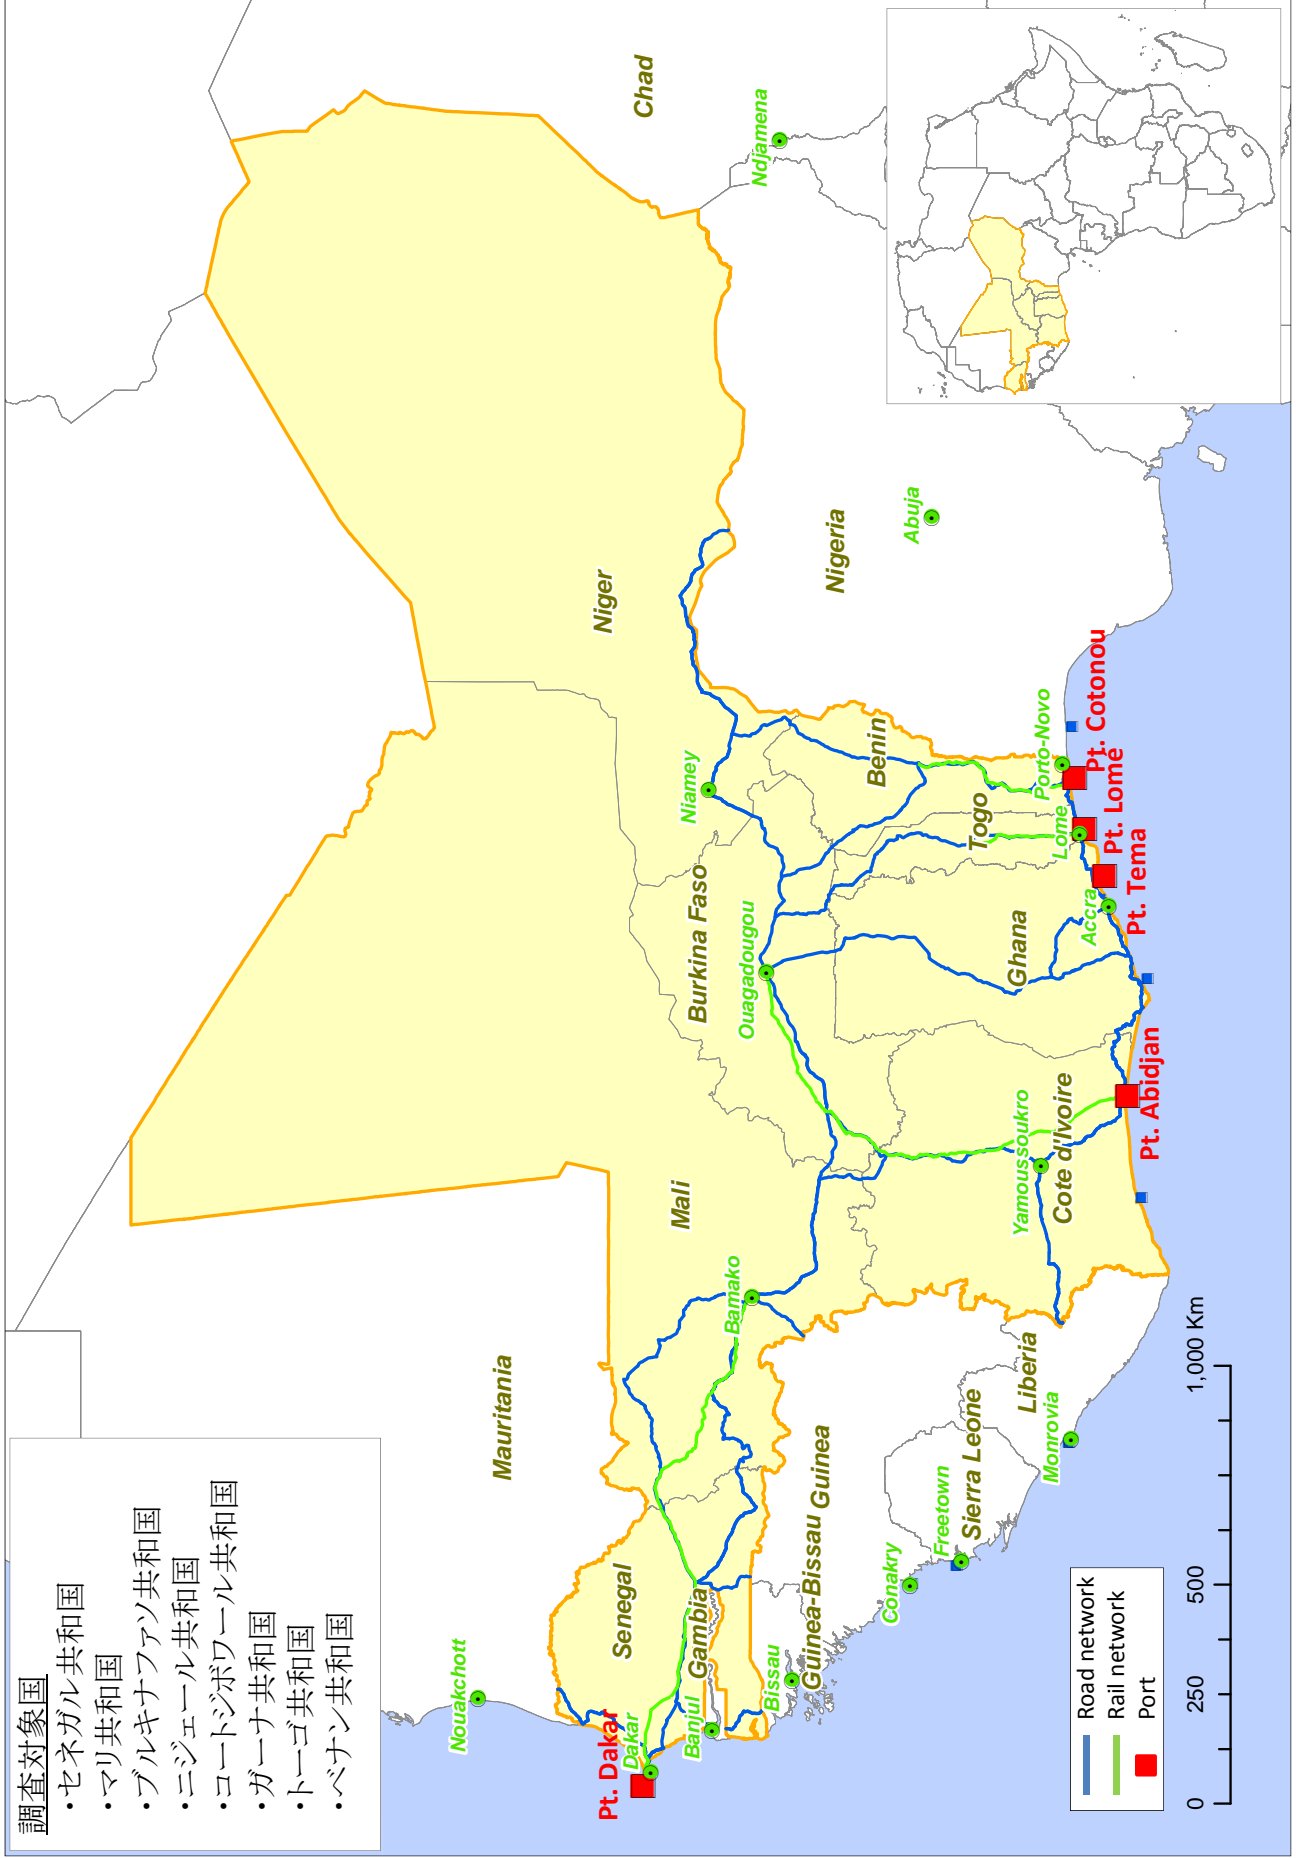 調査対象国
・セネガル共和国
・マリ共和国
・ブルキナファソ共和国
・ニジェール共和国
・コートジボワール共和国
・ガーナ共和国
・トーゴ共和国
・ベナン共和国
Chad
Ndjamena
Niger
Nigeria
Abuja
Niamey
Benin
Porto-Novo
Pt. Cotonou
Togo
Lome
Pt. Lome
Pt. Tema
Burkina Faso
Ouagadougou
Ghana
Accra
Mali
Yamoussoukro
Cote d'Ivoire
Pt. Abidjan
Bamako
Mauritania
Nouakchott
Senegal
Gambia
Pt. Dakar
Dakar
Banjul
Bissau
Guinea-Bissau
Guinea
Conakry
Freetown
Sierra Leone
Liberia
Monrovia
Road network
Rail network
Port
0 250 500 1,000 Km